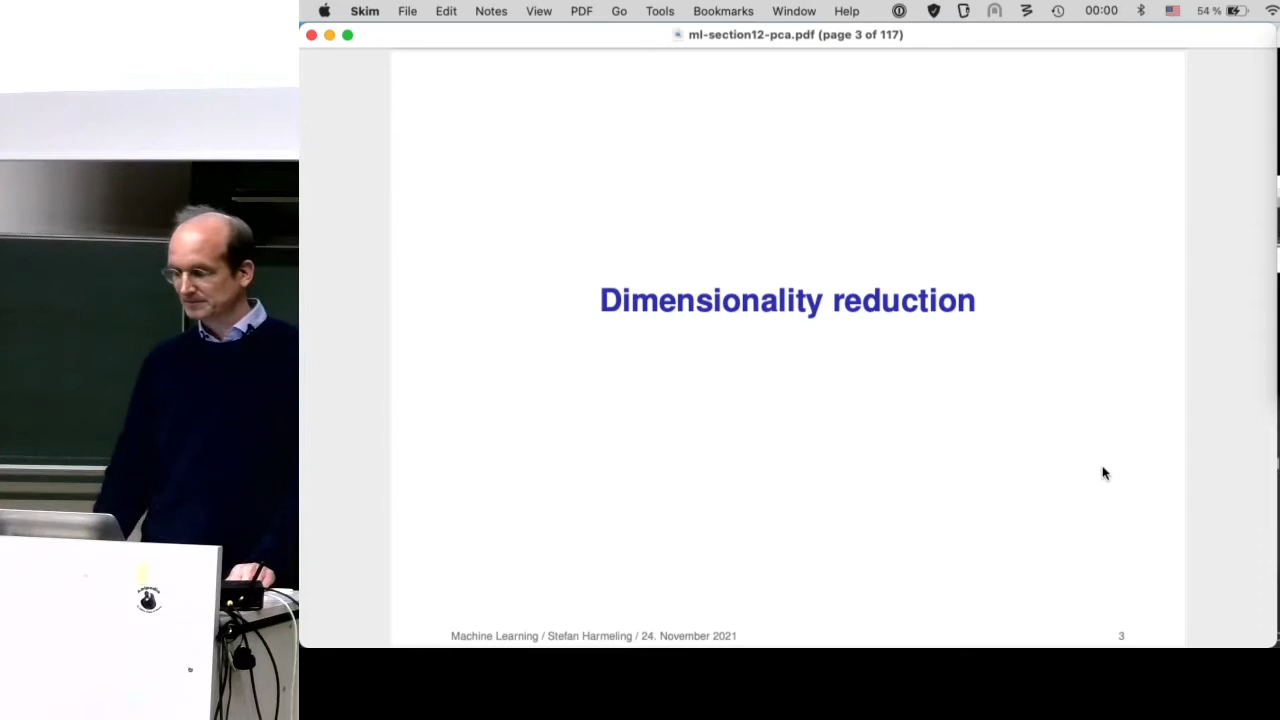 Skim File Edit Notes View PDF Go Tools Bookmarks Window Help 00:00 54 %
ml-section12-pca.pdf (page 3 of 117)
Dimensionality reduction
Machine Learning / Stefan Harmeling / 24. November 2021 3